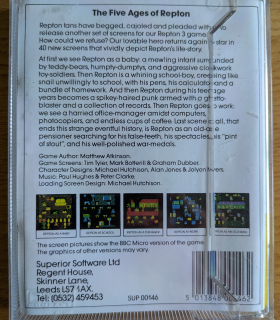 The Five Ages of Repton
Repton fans have begged, cajoled and pleaded with us to
release another set of screens for our Repton 3 game.
How could we refuse? Our lovable hero returns again to star in
40 new screens that vividly depict Repton's life-story.
At first we see Repton as a baby: a mewling infant surrounded
by teddy-bears, humpty-dumptys, and aggressive clockwork
toy-soldiers. Then Repton is a whining school-boy, creeping like
snail unwillingly to school, with his pens, his calculator and a
bundle of homework. And then Repton during his teenage
years becomes a spikey-haired punk armed with a ghetto-
blaster and a collection of records. Then Repton goes to work:
we see a harried office-manager amidst computers,
photocopiers, and endless cups of coffee. Last scene of all, that
ends this strange eventful history, is Repton as an old-age
pensioner searching for his false-teeth, his spectacles, his "pint
of stout", and his well-polished war-medals.
Game Author: Matthew Atkinson.
Game Screens: Tim Tyler, Mark Botterill & Graham Dubber.
Character Designs: Michael Hutchison, Alan Jones & Jolyon Ayers.
Music: Paul Hughes & Peter Clarke.
Loading Screen Design: Michael Hutchison.
The screen pictures show the BBC Micro version of the game.
The graphics of other versions may vary.
Superior Software Ltd
Regent House,
Skinner Lane,
Leeds LS7 1AX.
Tel: (0532) 459453
SUP 00146